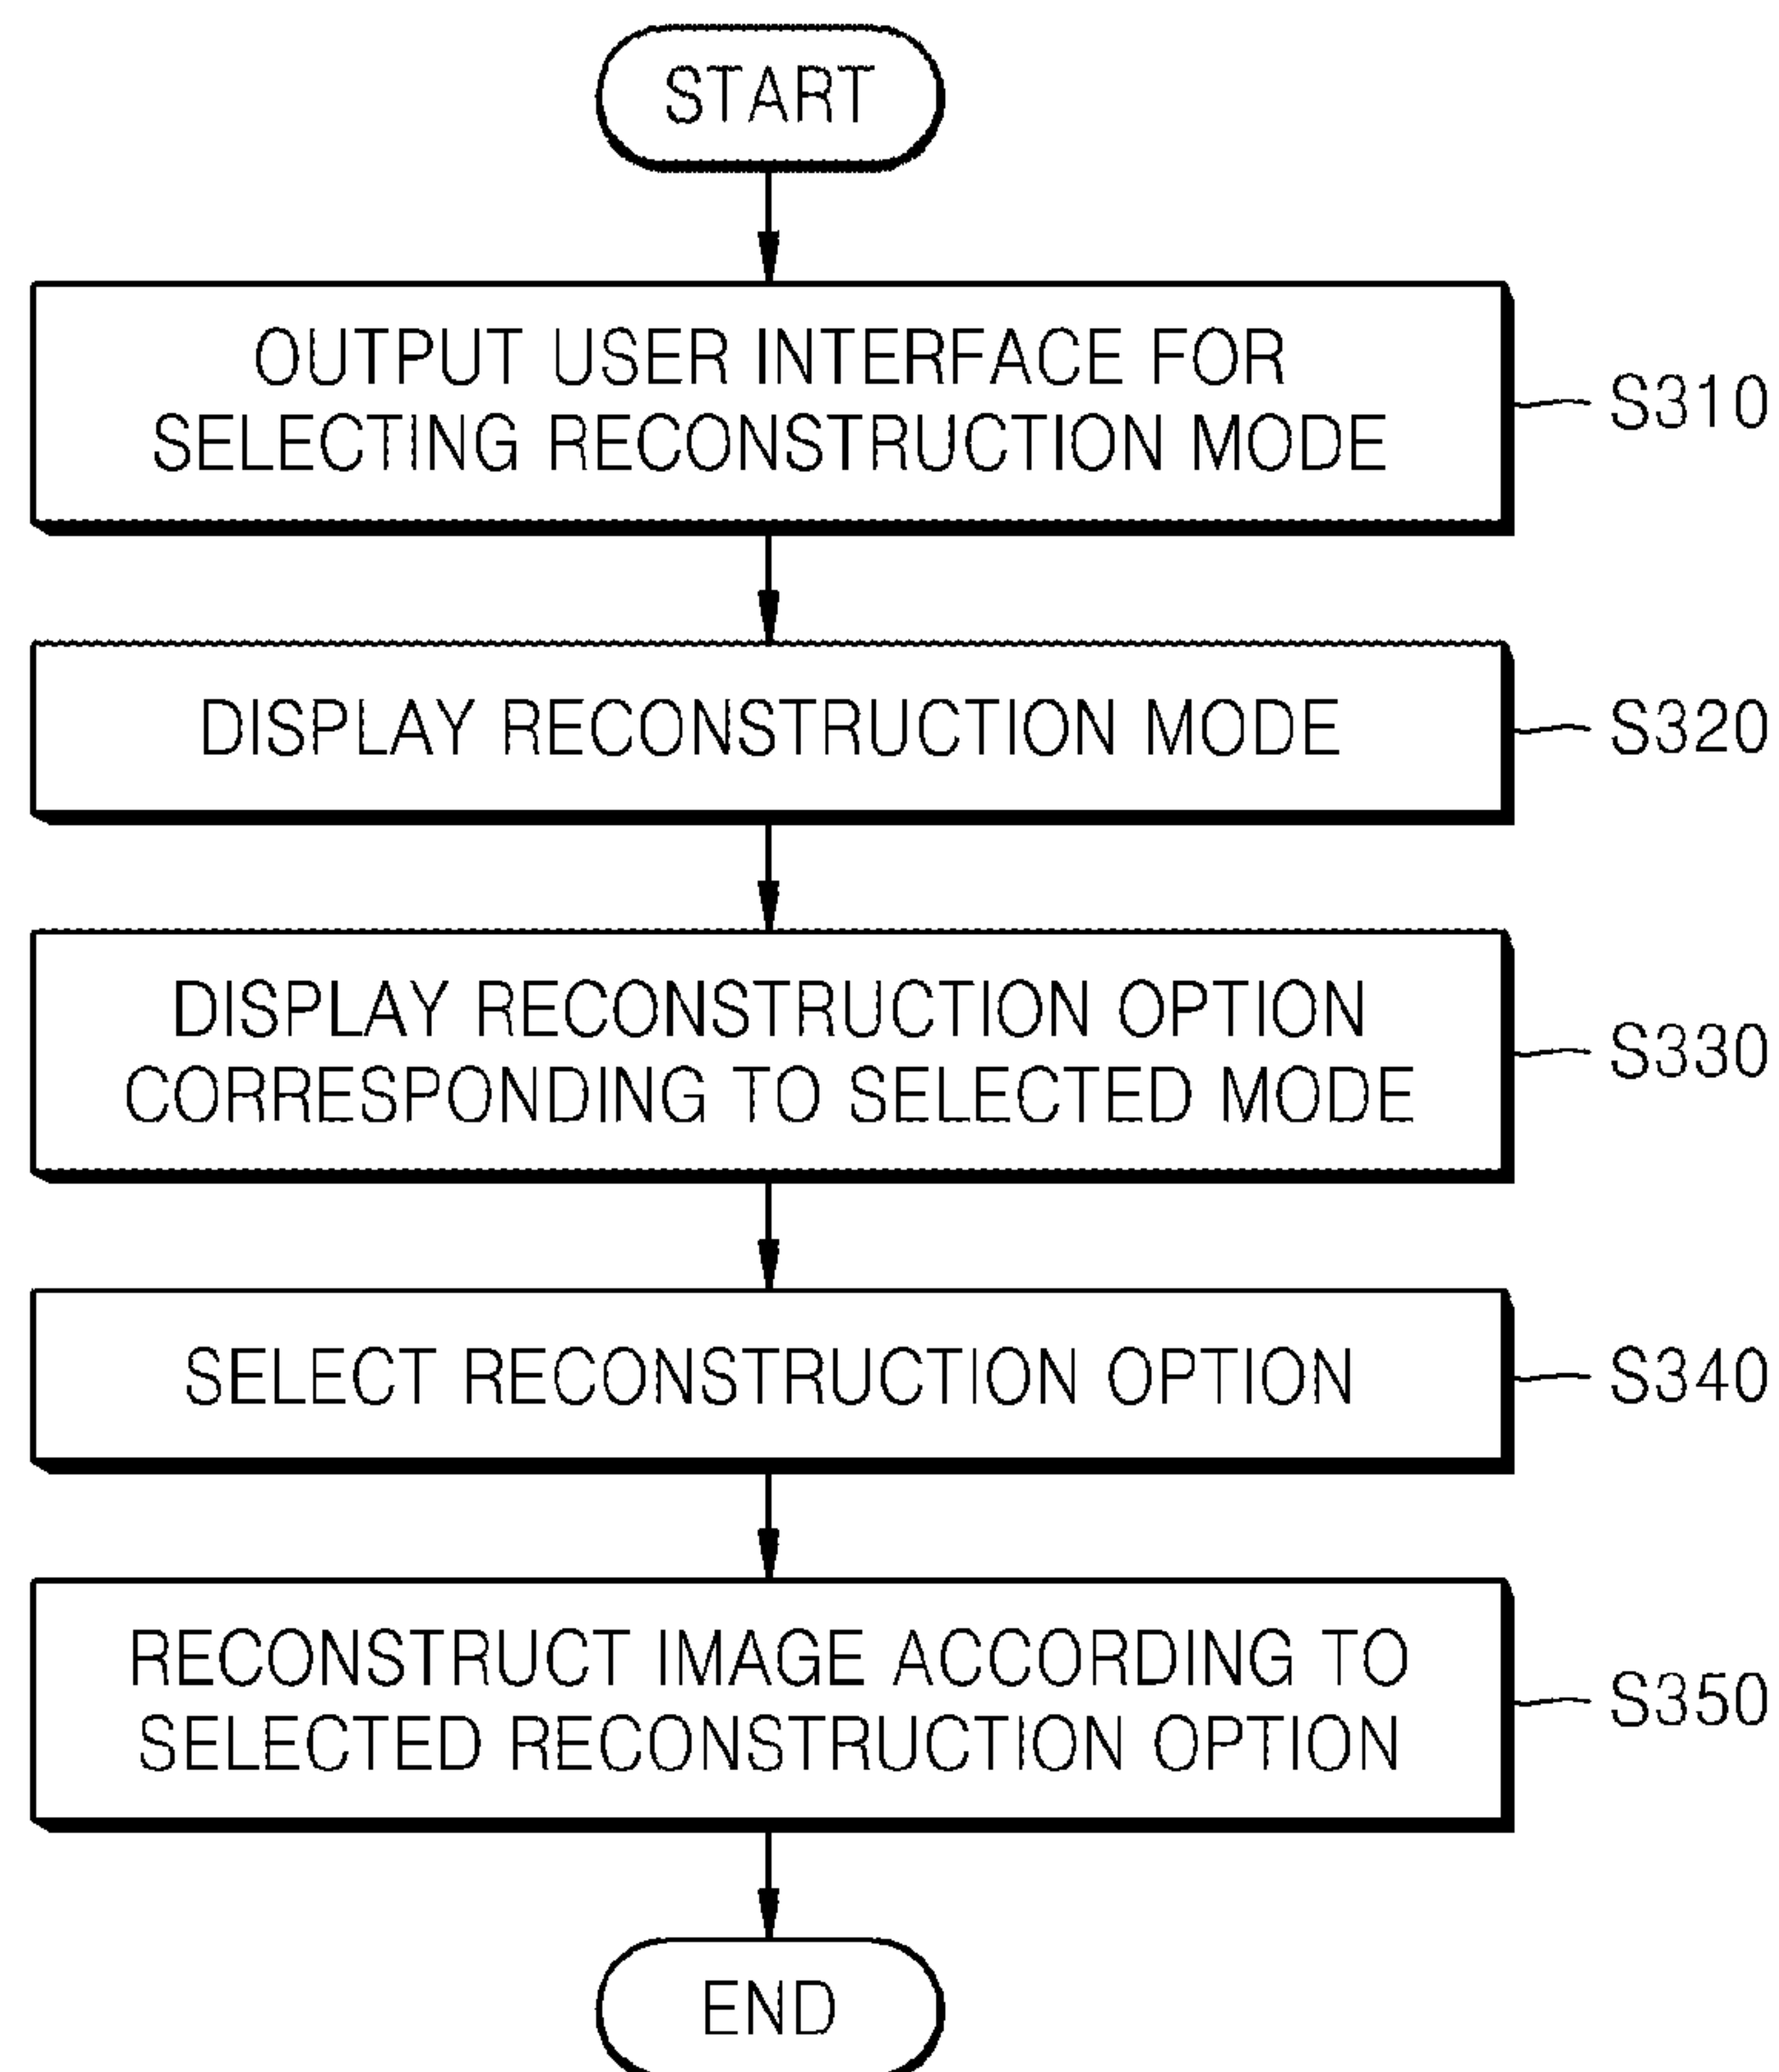 START
OUTPUT USER INTERFACE FOR
SELECTING RECONSTRUCTION MODE
S310
DISPLAY RECONSTRUCTION MODE
S320
DISPLAY RECONSTRUCTION OPTION
CORRESPONDING TO SELECTED MODE
S330
SELECT RECONSTRUCTION OPTION
S340
RECONSTRUCT IMAGE ACCORDING TO
SELECTED RECONSTRUCTION OPTION
S350
END